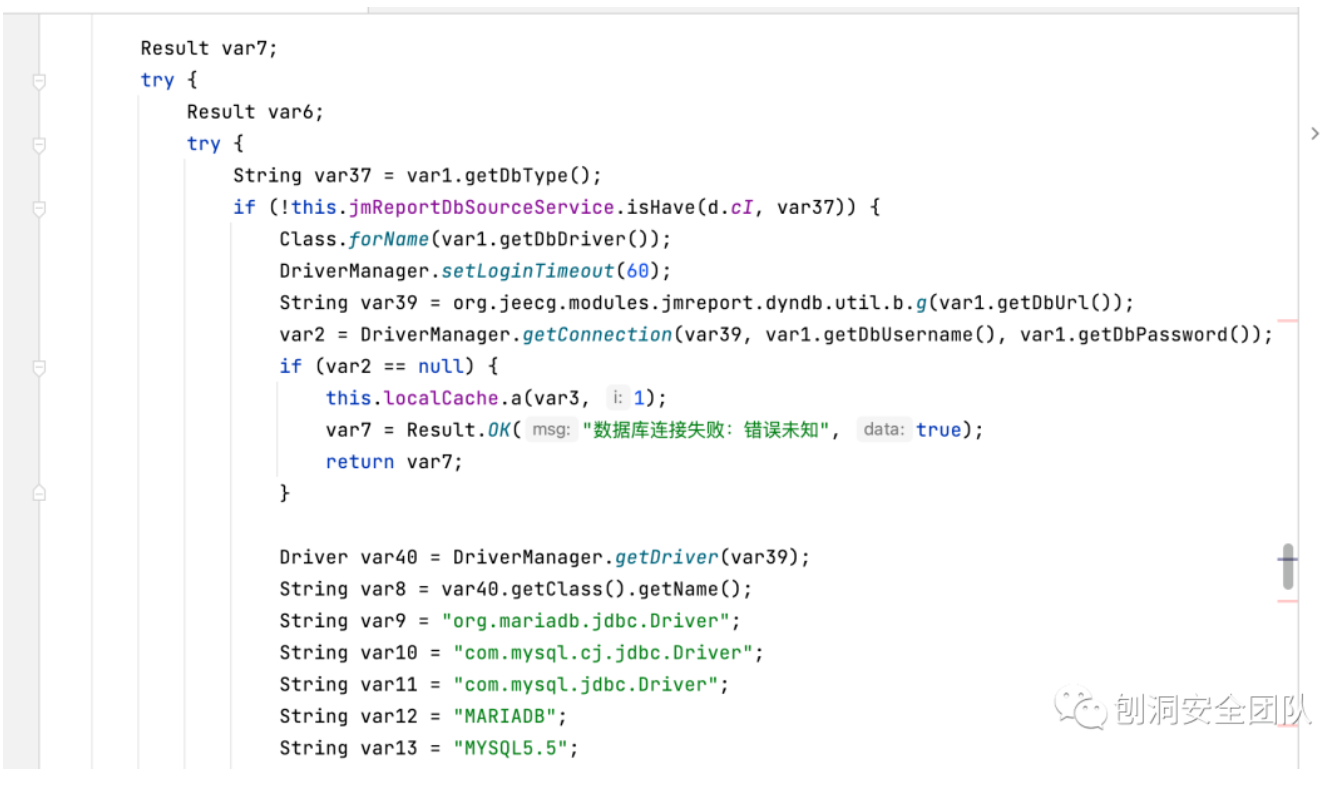 Result var7;
try {
Result var6;
try {
String var37 = var1.getDbType();
if (!this.jmReportDbSourceService.isHave(d.cI, var37)) {
Class.forName(var1.getDbDriver());
DriverManager.setLoginTimeout(60);
String var39 = org.jeecg.modules.jmreport.dyndb.util.b.g(var1.getDbUrl());
var2 = DriverManager.getConnection(var39, var1.getDbUsername(), var1.getDbPassword());
if (var2 == null) {
this.localCache.a(var3, i: 1);
var7 = Result.OK( msg: "数据库连接失败：错误未知", data: true);
return var7;
}
Driver var40 = DriverManager.getDriver(var39);
String var8 = var40.getClass().getName();
String var9 = "org.mariadb.jdbc.Driver";
String var10 = "com.mysql.cj.jdbc.Driver";
String var11 = "com.mysql.jdbc.Driver";
String var12 = "MARIADB";
String var13 = "MYSQL5.5";
刨洞安全团队